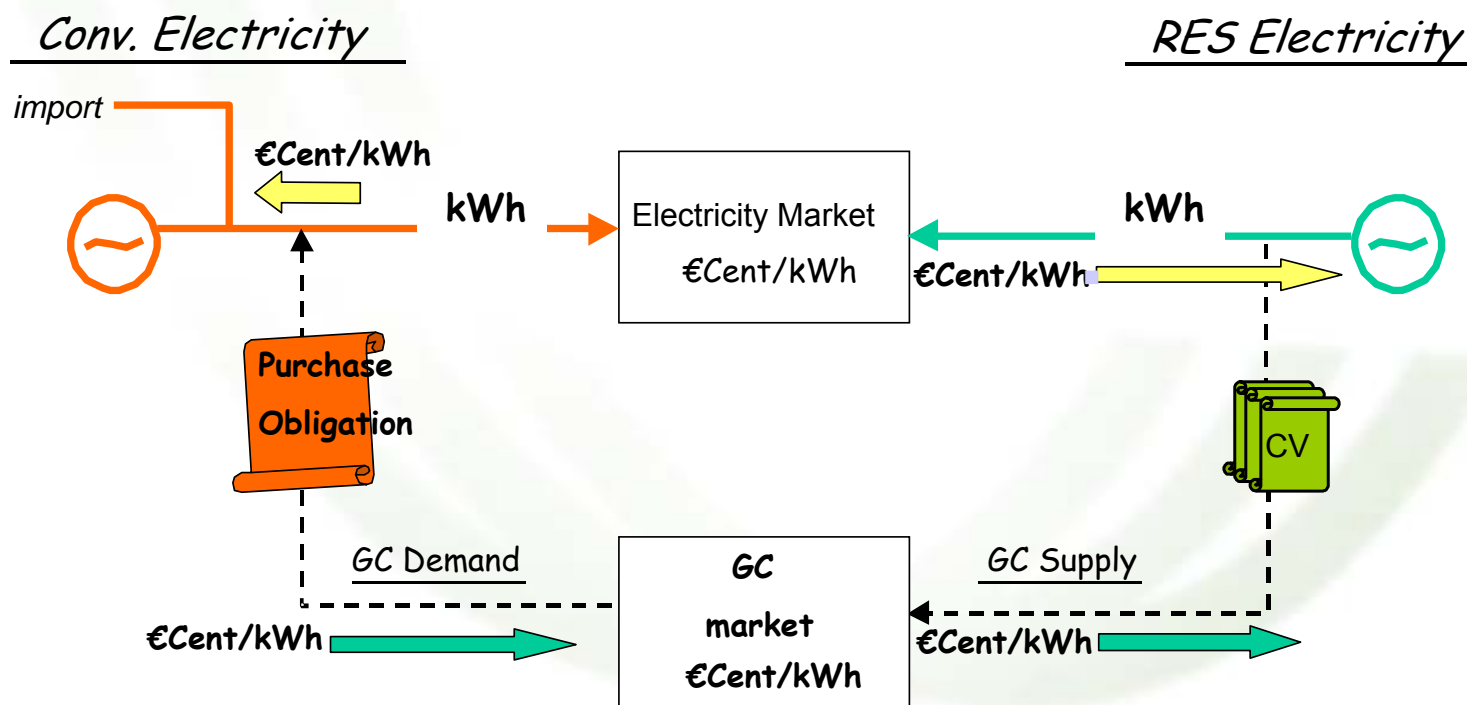 Conv. Electricity
RES Electricity
import
€Cent/kWh
kWh
Electricity Market
€Cent/kWh
kWh
€Cent/kWh
Purchase
Obligation
CV
GC Demand
GC
market
€Cent/kWh
GC Supply
€Cent/kWh
€Cent/kWh